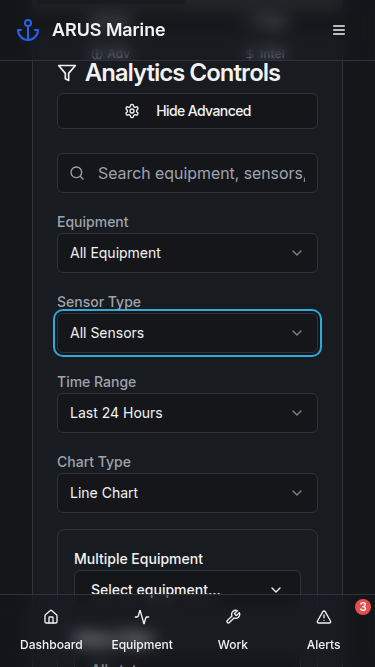 ARUS Marine
Adv
$ Intel
Analytics Controls
Hide Advanced
Search equipment, sensors,
Equipment
All Equipment
Sensor Type
All Sensors
Time Range
Last 24 Hours
Chart Type
Line Chart
Multiple Equipment
Select equipment...
3
Dashboard
Equipment
Work
Alerts